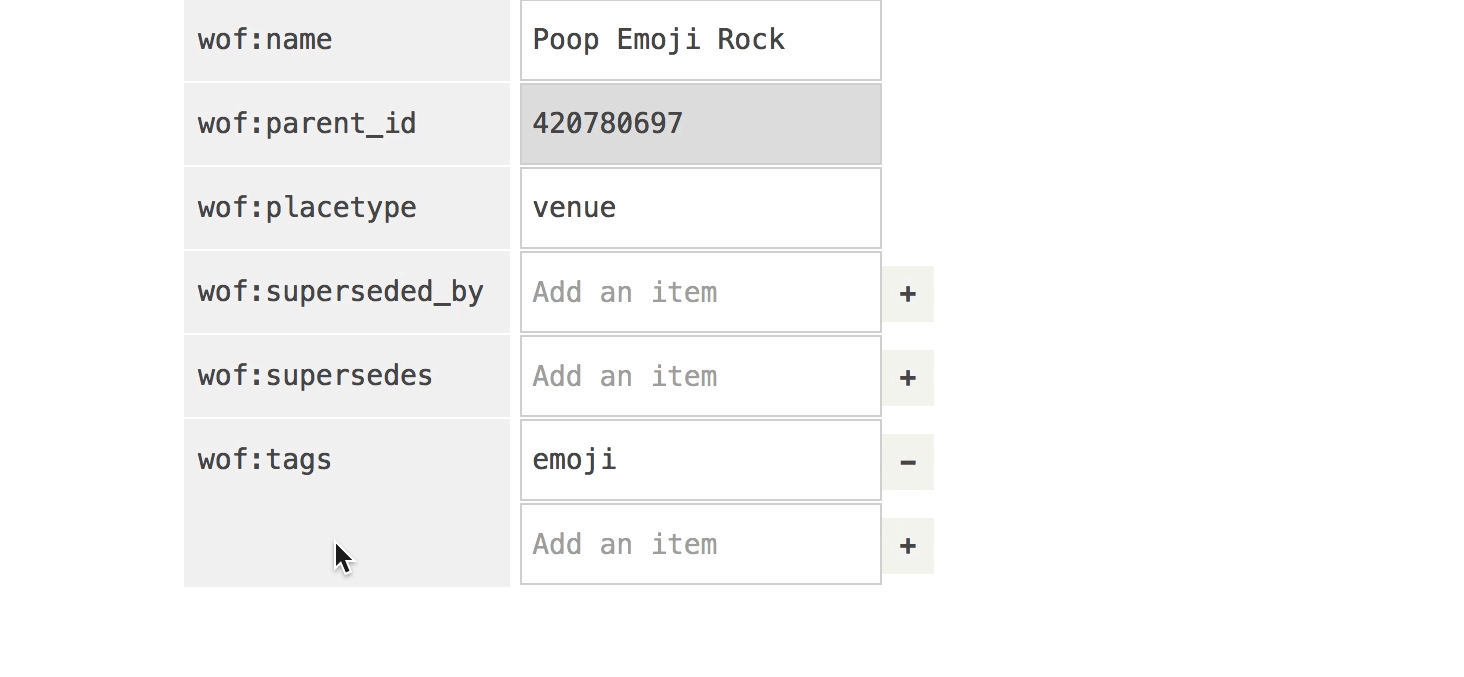 wof:name Poop Emoji Rock
wof:parent_id 420780697
wof:placetype venue
wof:superseded_by Add an item +
wof:supersedes Add an item +
wof:tags emoji -
Add an item +